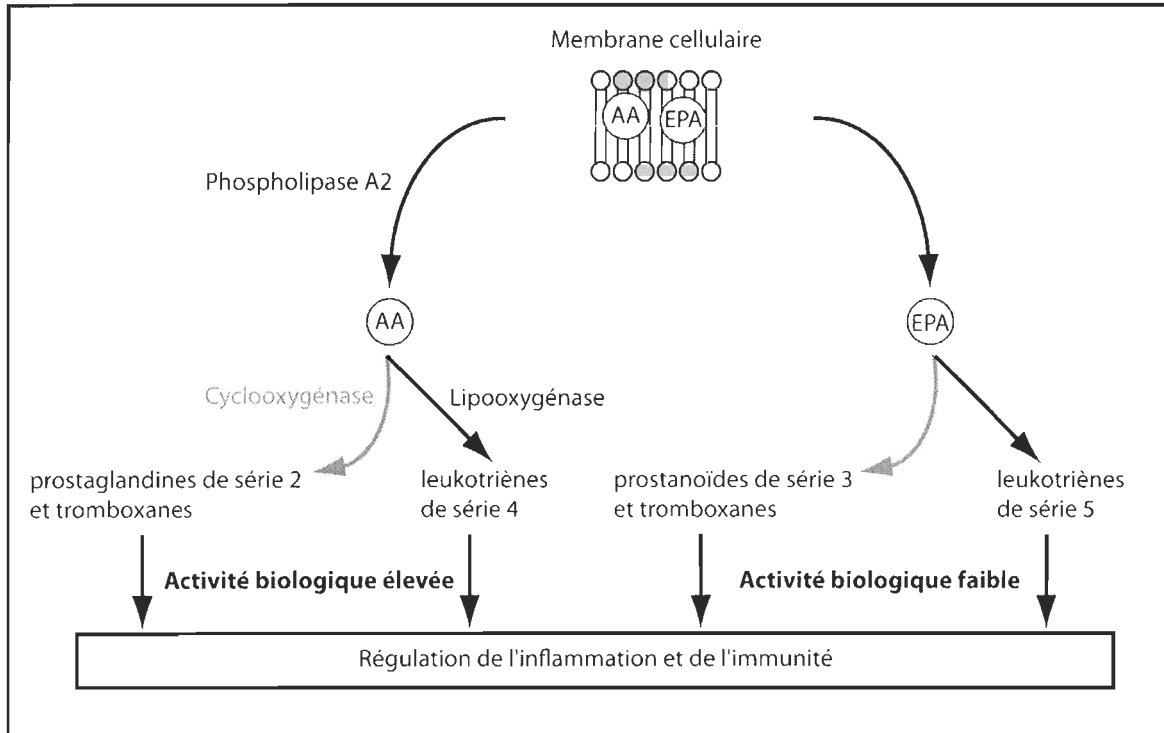 Membrane cellulaire
AA
EPA
Phospholipase A2
AA
EPA
Cyclooxygénase
Lipooxygénase
prostaglandines de série 2
et tromboxanes
leukotriènes
de série 4
prostanoïdes de série 3
et tromboxanes
leukotriènes
de série 5
Activité biologique élevée
Activité biologique faible
Régulation de l'inflammation et de l'immunité